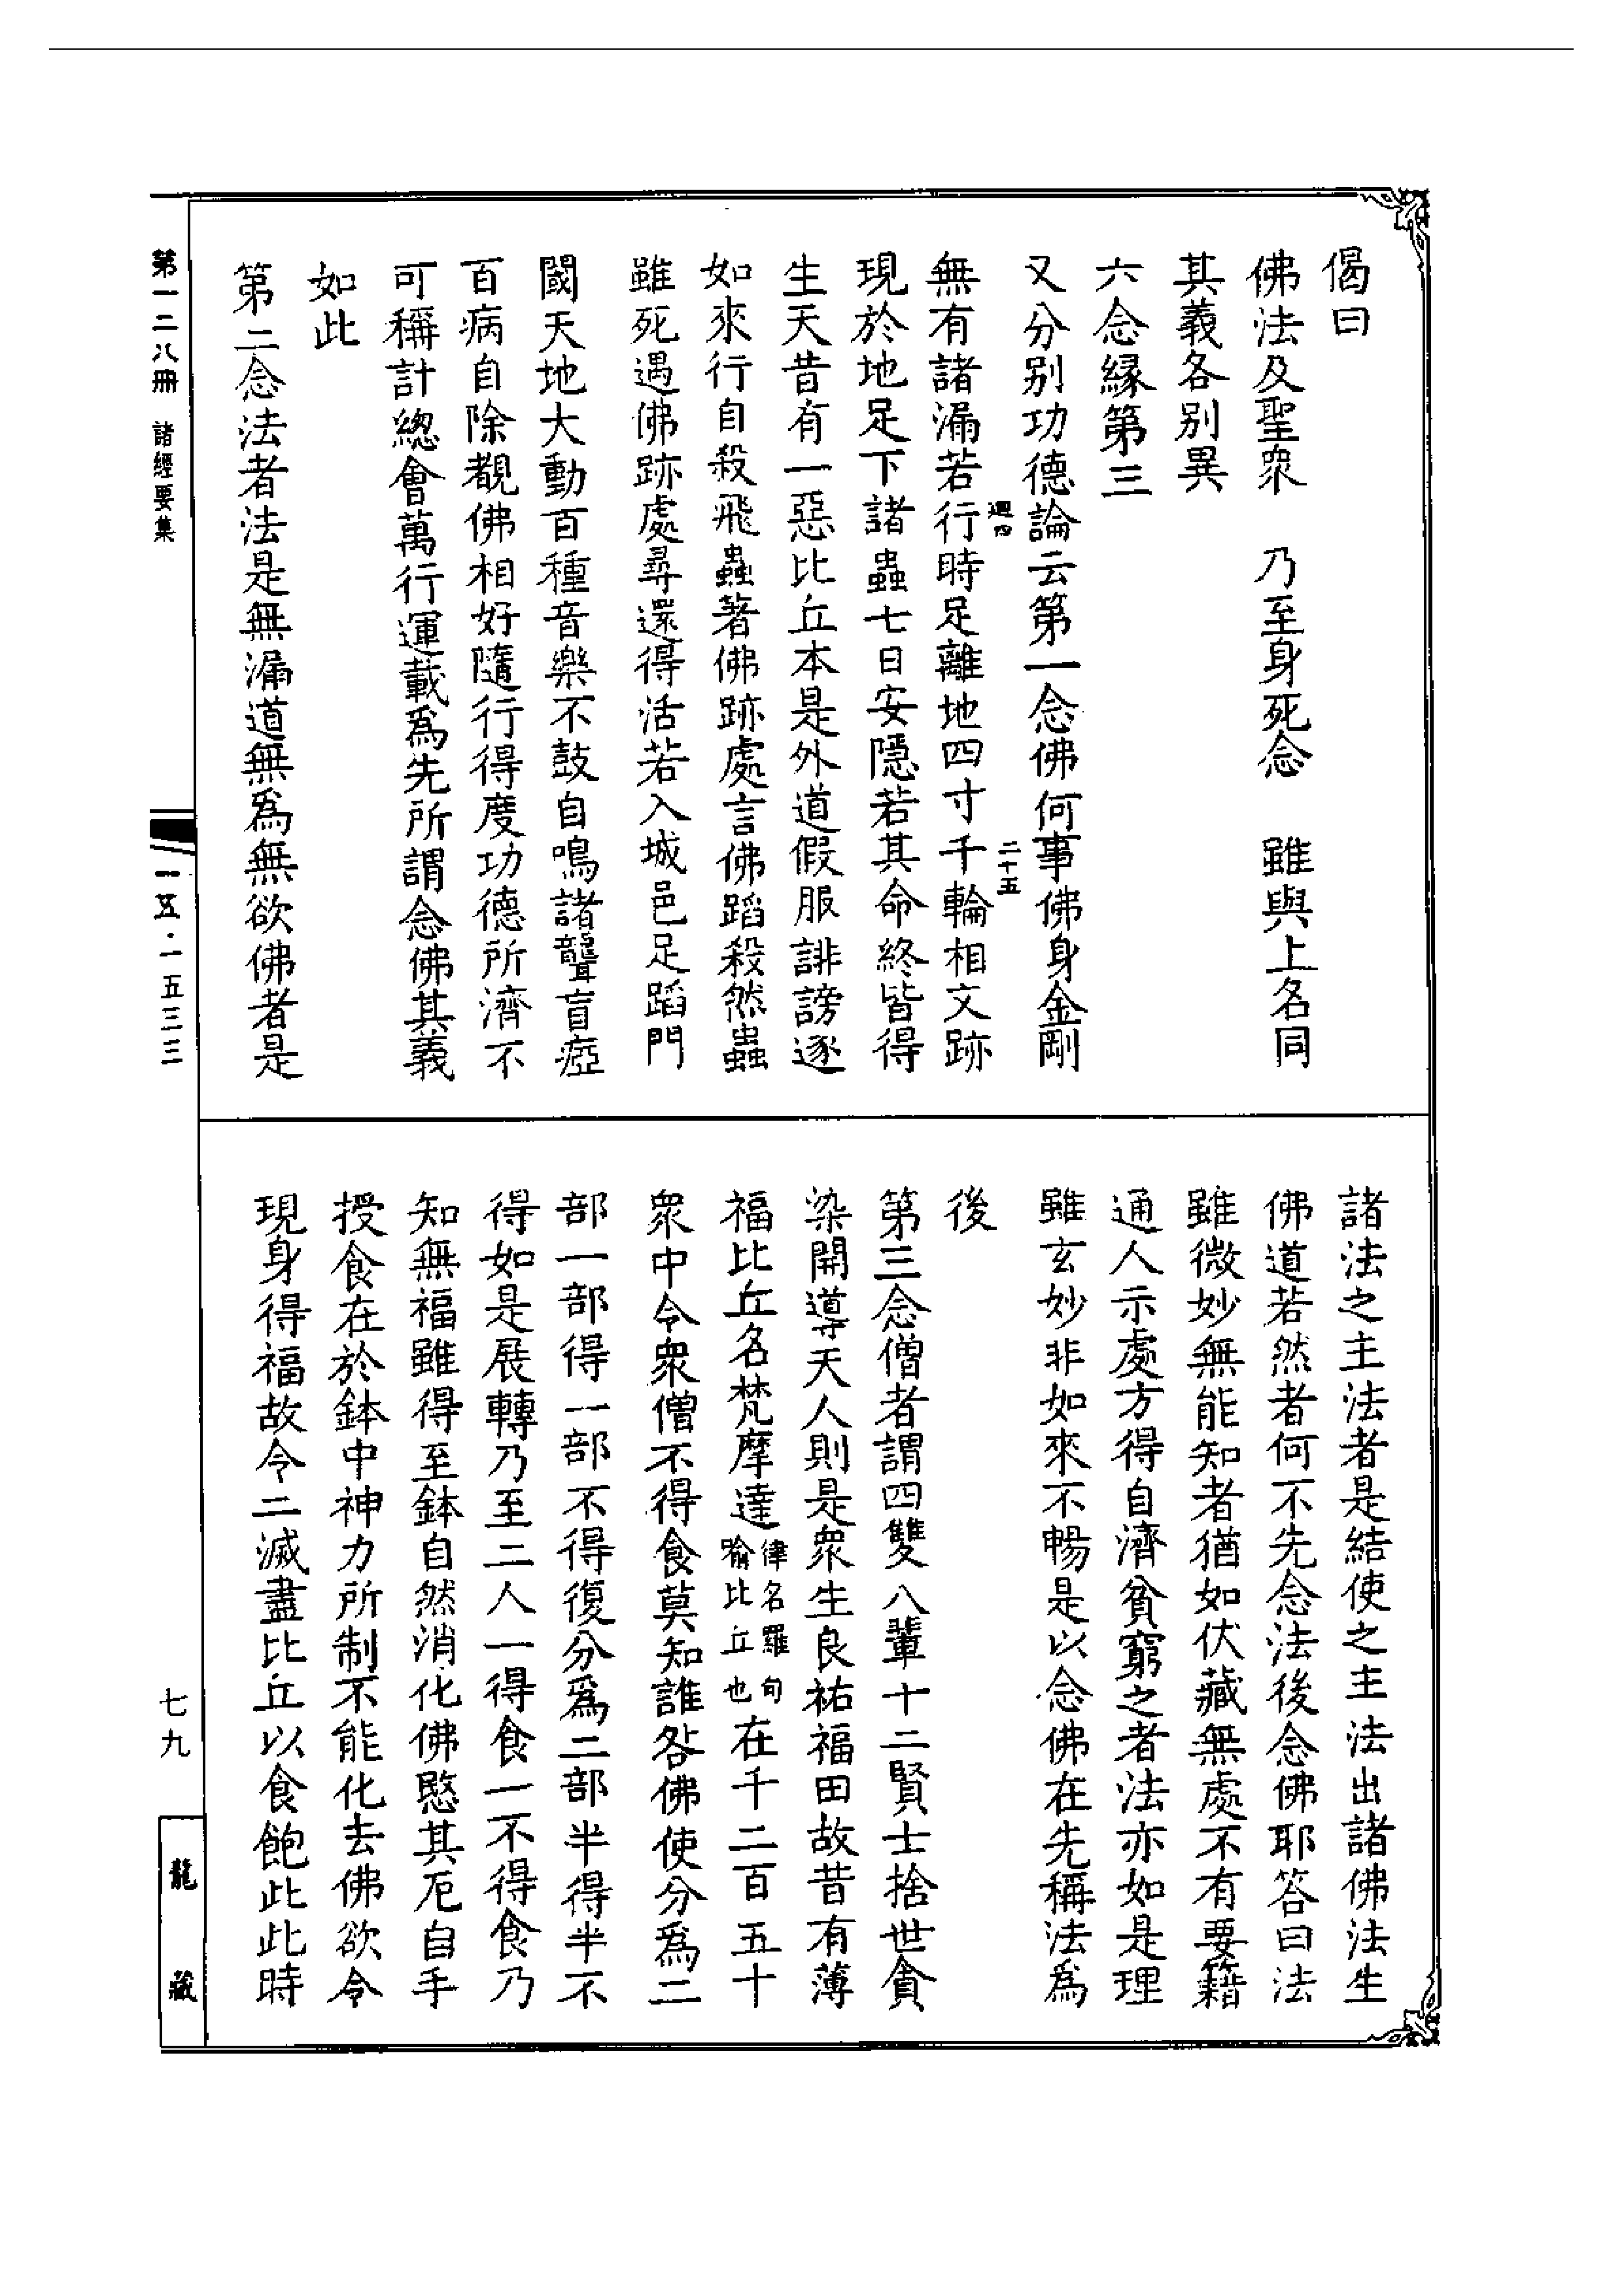 偈曰
佛法及聖衆　乃至身死念　雖與上名同
其義各別異
六念緣第三
又分別功德論云第一念佛何事佛身金剛
迴四　二十五
無有諸漏若行時足離地四寸千輪相文跡
現於地足下諸蟲七日安隱若其命終皆得
生天昔有一惡比丘本是外道假服誹謗逐
如來行自殺飛蟲著佛跡處言佛蹈殺然蟲
雖死遇佛跡處尋還得活若入城邑足蹈門
閫天地大動百種音樂不鼓自鳴諸聾盲瘂
百病自除覩佛相好隨行得度功德所濟不
可稱計總會萬行運載爲先所謂念佛其義
如此
第二念法者法是無漏道無爲無欲佛者是
諸法之主法者是結使之主法出諸佛法生
佛道若然者何不先念法後念佛耶答曰法
雖微妙無能知者猶如伏藏無處不有要籍
通人示處方得自濟貧窮之者法亦如是理
雖玄妙非如來不暢是以念佛在先稱法爲
後
第三念僧者謂四雙八輩十二賢士捨世貪
染開導天人則是衆生良祐福田故昔有薄
福比丘名梵摩達律名羅旬喻比丘也在千二百五十
衆中令衆僧不得食莫知誰咎佛使分爲二
部一部得一部不得復分爲二部半得半不
得如是展轉乃至二人一得食一不得食乃
知無福雖得至鉢自然消化佛愍其厄自手
授食在於鉢中神力所制不能化去佛欲令
現身得福故令二滅盡比丘以食飽此此時
第一二八冊　諸經要集
一五·一五三三
七九
龍藏